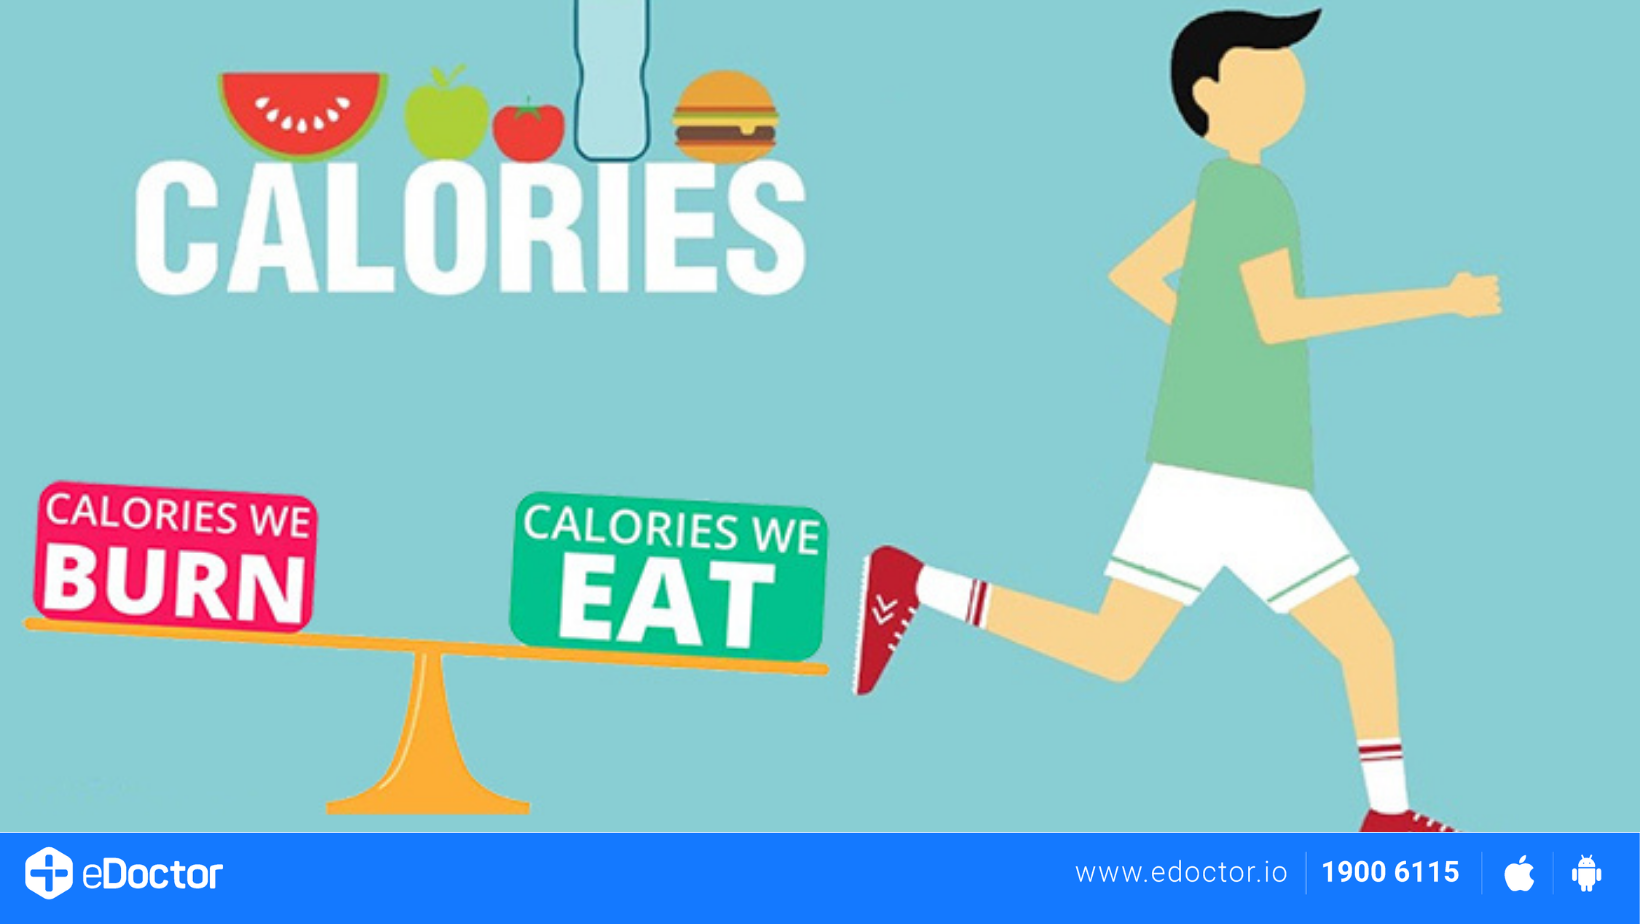 CALORIES
CALORIES WE
BURN
CALORIES WE
EAT
eDoctor
www.edoctor.io
1900 6115